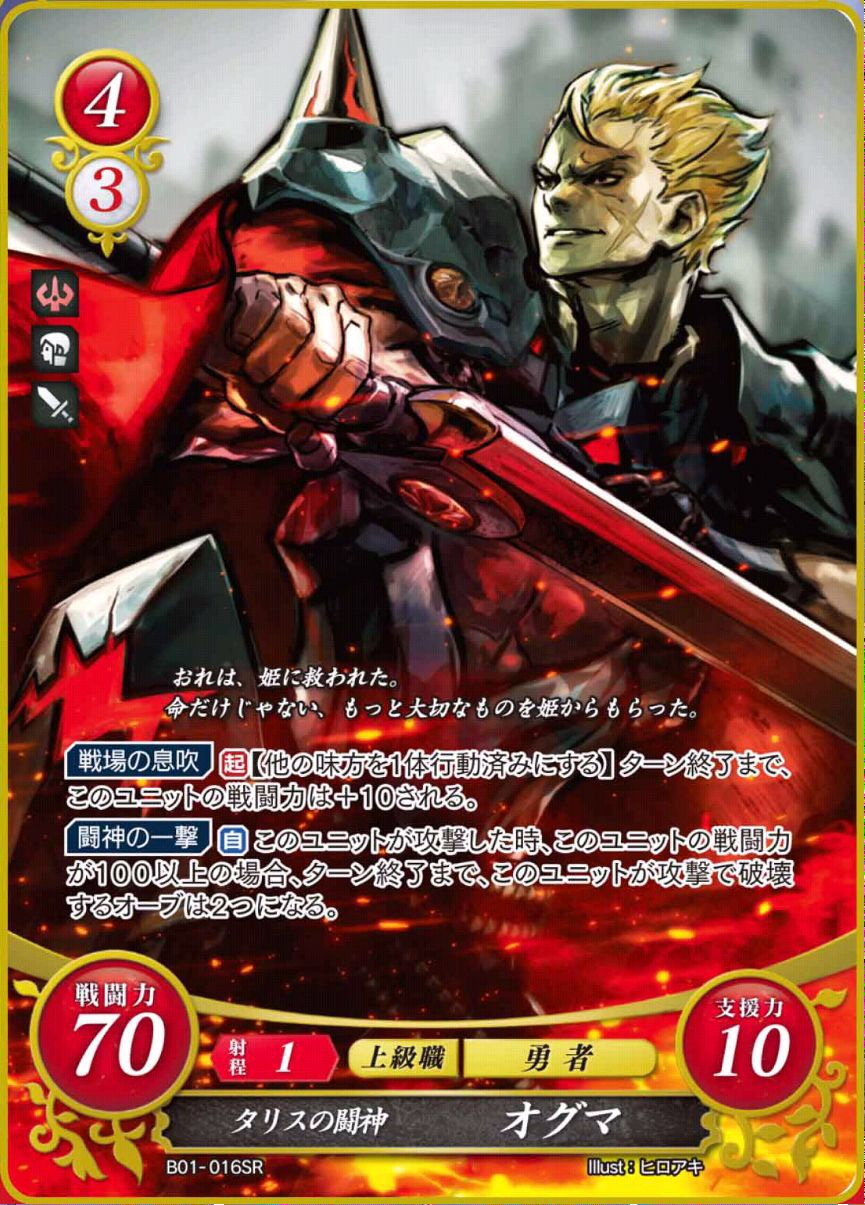 4
3
おれは、姫に救われた。
命だけじゃない、もっと大切なものを姫からもらった。
戦場の息吹 起【他の味方を1体行動済みにする】ターン終了まで、
このユニットの戦闘力は＋10される。
闘神の一撃 自 このユニットが攻撃した時、このユニットの戦闘力
が100以上の場合、ターン終了まで、このユニットが攻撃で破壊
するオーブは2つになる。
戦闘力
70
射程 1 上級職 勇者
支援力
10
タリスの闘神 オグマ
B01-016SR Illust：ヒロアキ